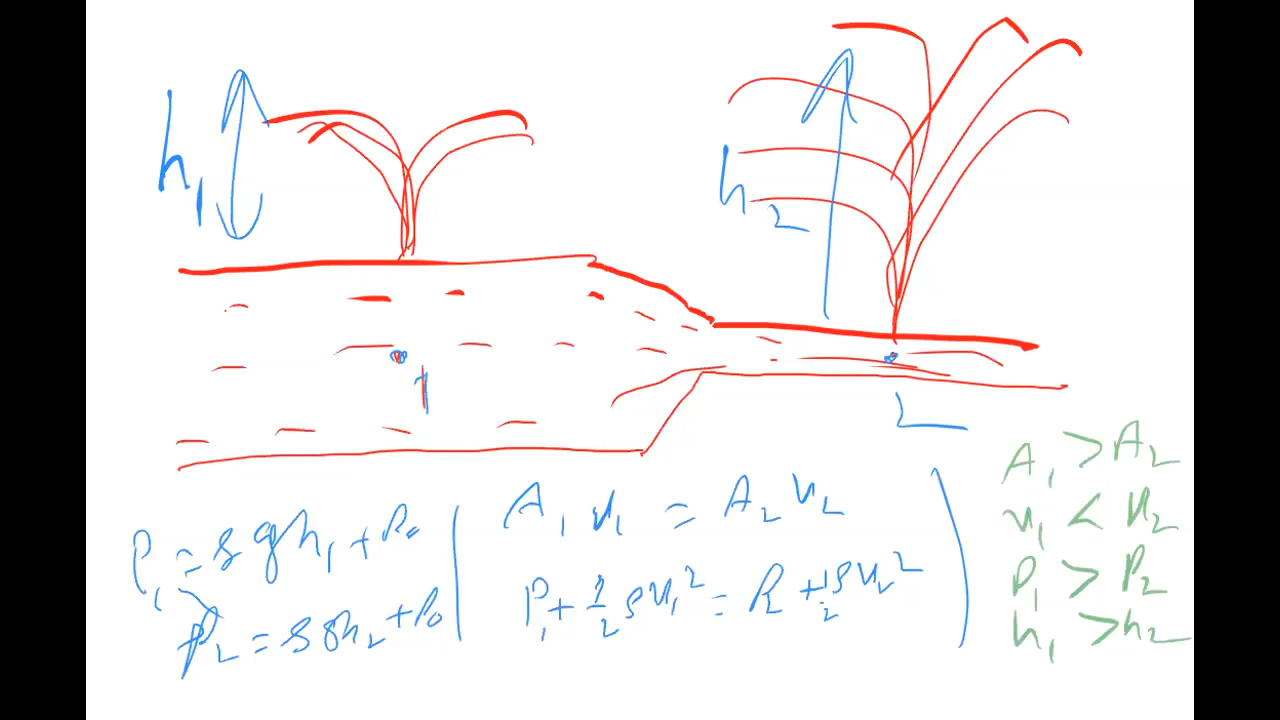 h₁
h₂
1
2
P₁ = ρgh₁ + P₀
P₂ = ρgh₂ + P₀
A₁ v₁ = A₂ v₂
P₁ + 1/2 ρv₁² = P₂ + 1/2 ρv₂²
A₁ > A₂
v₁ < v₂
P₁ > P₂
h₁ > h₂